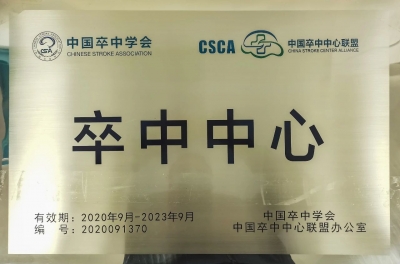 中国卒中学会
CHINESE STROKE ASSOCIATION
CSCA
中国卒中中心联盟
CHINA STROKE CENTER ALLIANCE
卒中中心
有效期：2020年9月-2023年9月
编 号：2020091370
中国卒中学会
中国卒中中心联盟办公室